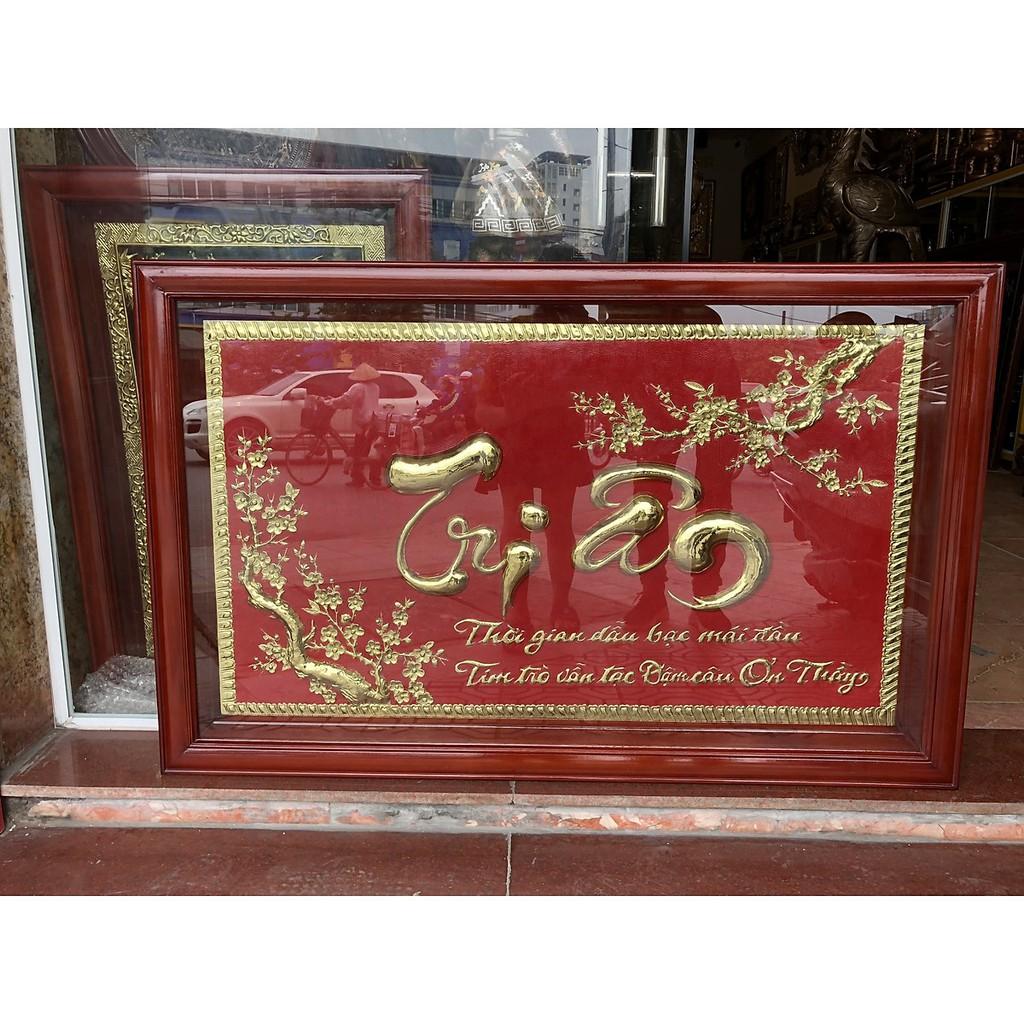 Tri Ân
Thời gian dẫu bạc mái đầu
Tim trò vẫn tạc Đậm câu Ơn Thầy